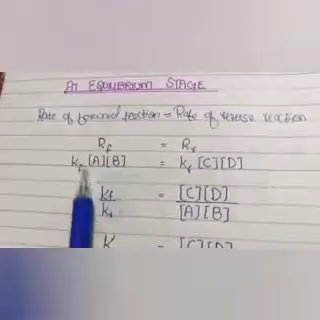 AT EQUILIBRIUM STAGE
Rate of forward reaction = Rate of reverse reaction
Rf = Rr
kf [A][B] = kr [C][D]
kf/kr = [C][D]/[A][B]
K = [C][D]